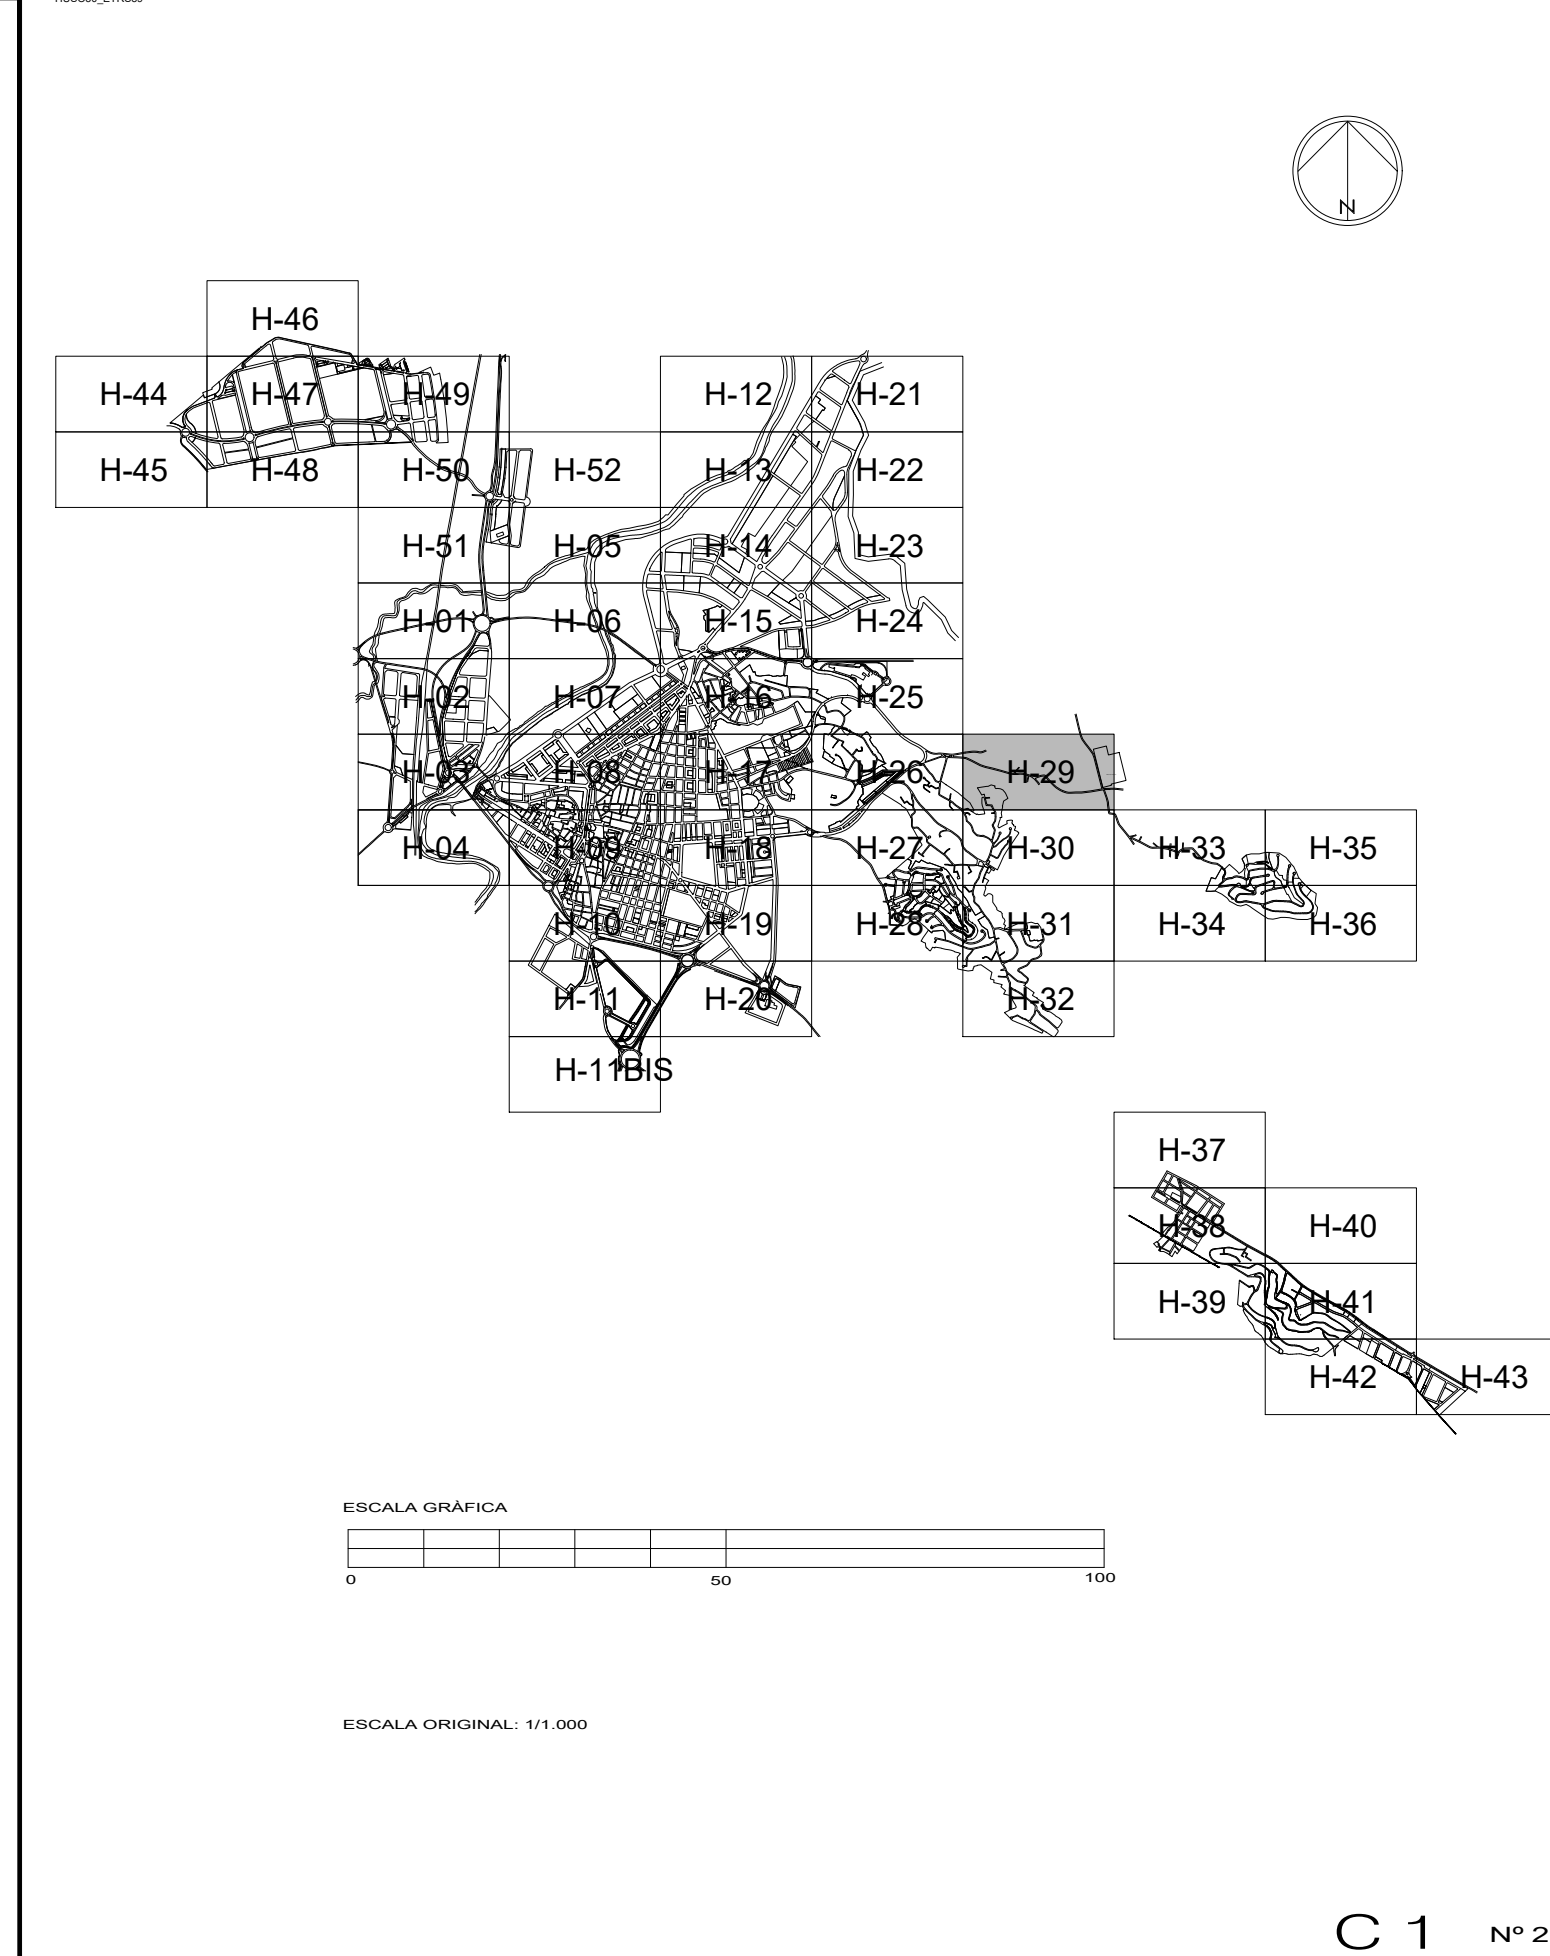 N
H-46
H-44 H-47 H-49 H-12 H-21
H-45 H-48 H-50 H-52 H-13 H-22
H-51 H-05 H-14 H-23
H-01 H-06 H-15 H-24
H-02 H-07 H-16 H-25
H-03 H-08 H-17 H-26 H-29
H-04 H-09 H-18 H-27 H-30 H-33 H-35
H-10 H-19 H-28 H-31 H-34 H-36
H-11 H-20 H-32
H-11BIS
H-37
H-38 H-40
H-39 H-41
H-42 H-43
ESCALA GRÀFICA
0 50 100
ESCALA ORIGINAL: 1/1.000
C 1 Nº 2